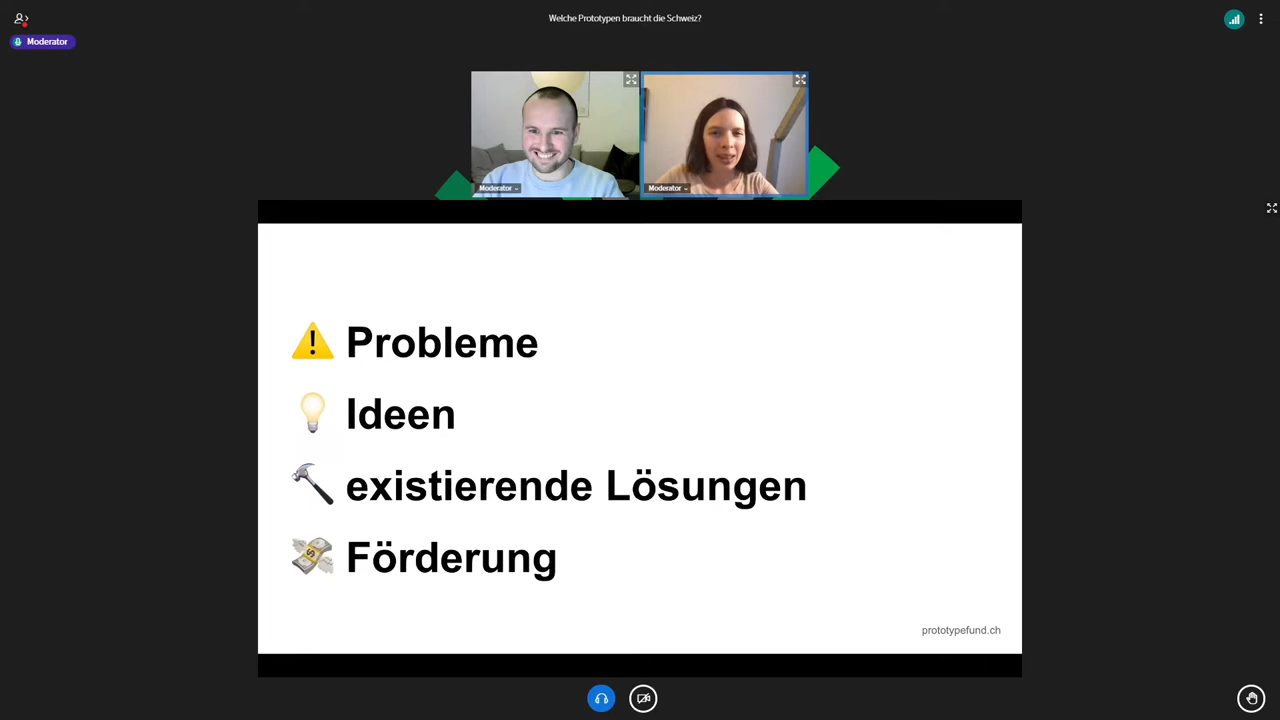 Welche Prototypen braucht die Schweiz?
Moderator
Moderator
Moderator
Probleme
Ideen
existierende Lösungen
Förderung
prototypefund.ch